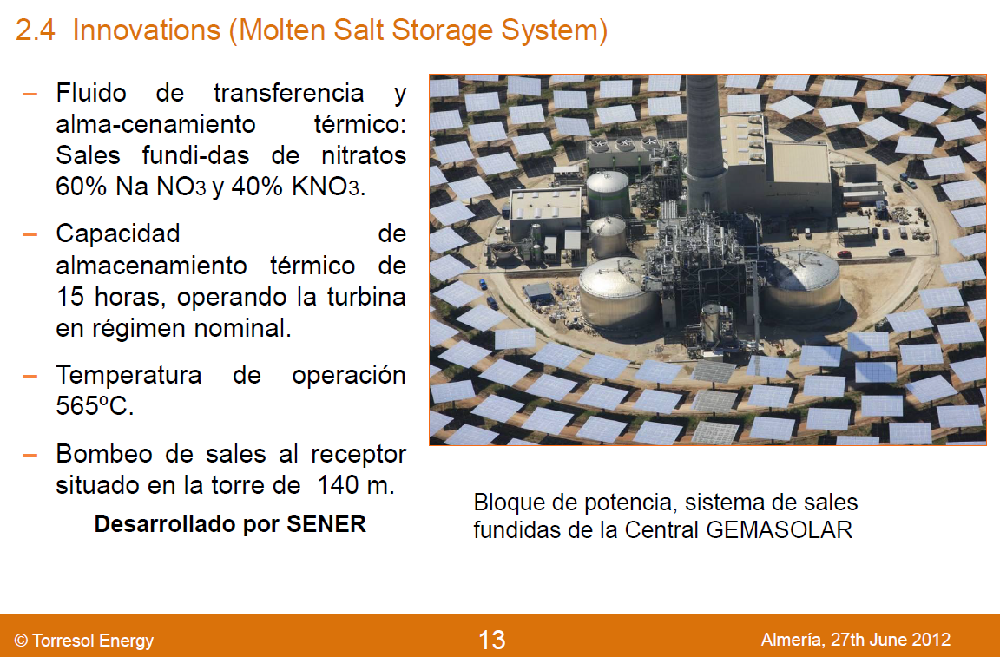 2.4 Innovations (Molten Salt Storage System)
– Fluido de transferencia y
alma-cenamiento térmico:
Sales fundi-das de nitratos
60% Na NO3 y 40% KNO3.
– Capacidad de
almacenamiento térmico de
15 horas, operando la turbina
en régimen nominal.
– Temperatura de operación
565ºC.
– Bombeo de sales al receptor
situado en la torre de 140 m.
Desarrollado por SENER
Bloque de potencia, sistema de sales
fundidas de la Central GEMASOLAR
© Torresol Energy
13
Almería, 27th June 2012